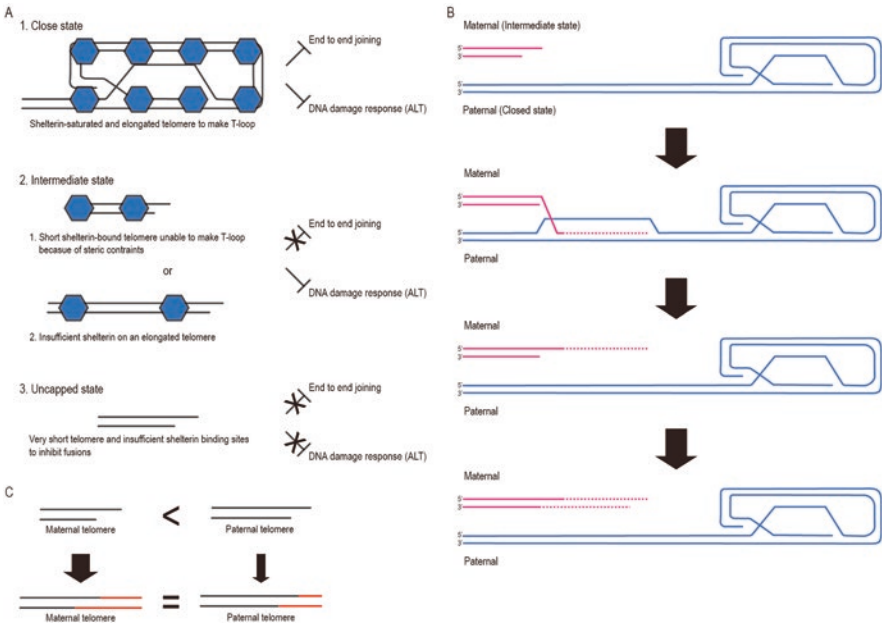 A
1. Close state
End to end joining
DNA damage response (ALT)
Shelterin-saturated and elongated telomere to make T-loop
2. Intermediate state
1. Short shelterin-bound telomere unable to make T-loop
becasue of steric contraints
End to end joining
or
DNA damage response (ALT)
2. Insufficient shelterin on an elongated telomere
3. Uncapped state
End to end joining
Very short telomere and insufficient shelterin binding sites
to inhibit fusions
DNA damage response (ALT)
C
<
Maternal telomere
Paternal telomere
=
Maternal telomere
Paternal telomere
B
Maternal (Intermediate state)
5'
3'
5'
3'
Paternal (Closed state)
Maternal
5'
3'
5'
3'
Paternal
Maternal
5'
3'
5'
3'
Paternal
Maternal
5'
3'
5'
3'
Paternal